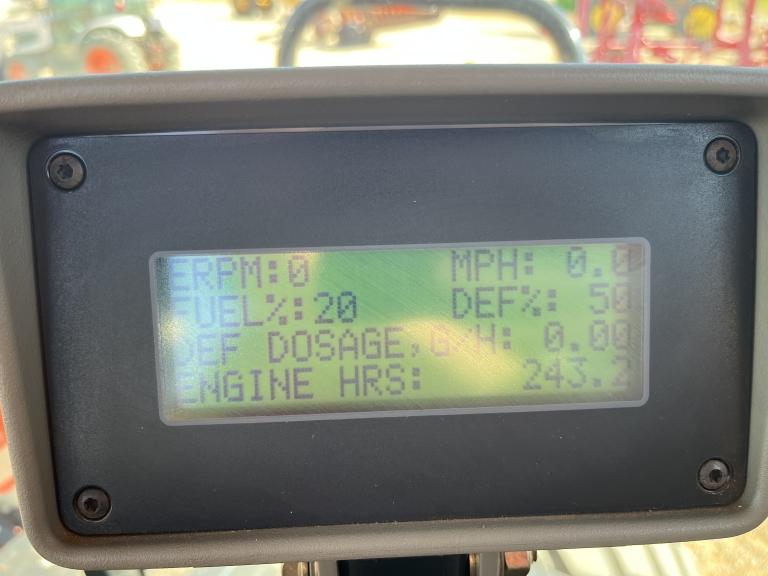 ERPM:0 MPH: 0.0
FUEL%:20 DEF%: 50
DEF DOSAGE,G/H: 0.00
ENGINE HRS: 243.2